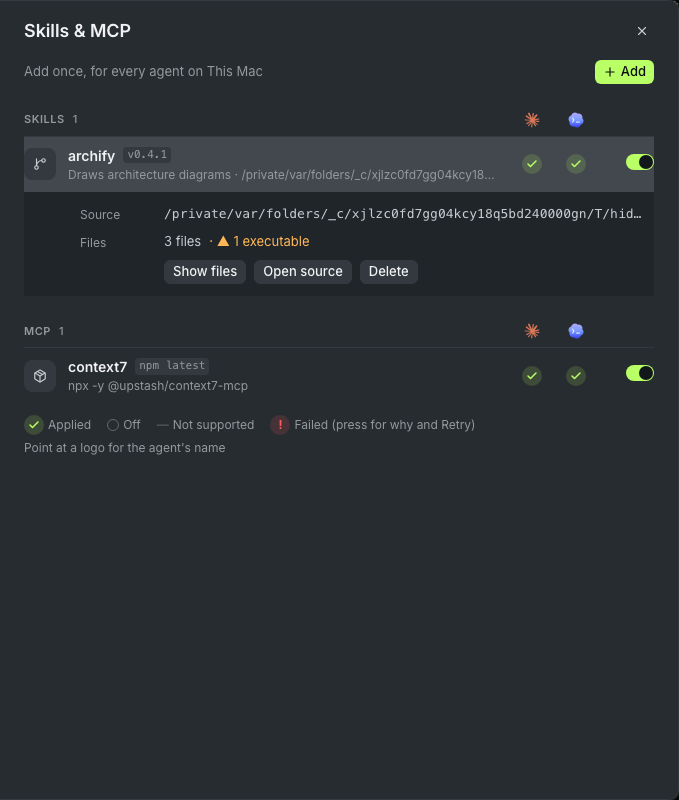 Skills & MCP
Add once, for every agent on This Mac
+ Add
SKILLS 1
archify v0.4.1
Draws architecture diagrams · /private/var/folders/_c/xjlzc0fd7gg04kcy18...
Source /private/var/folders/_c/xjlzc0fd7gg04kcy18q5bd240000gn/T/hid...
Files 3 files · ▲ 1 executable
Show files Open source Delete
MCP 1
context7 npm latest
npx -y @upstash/context7-mcp
Applied Off — Not supported ! Failed (press for why and Retry)
Point at a logo for the agent's name